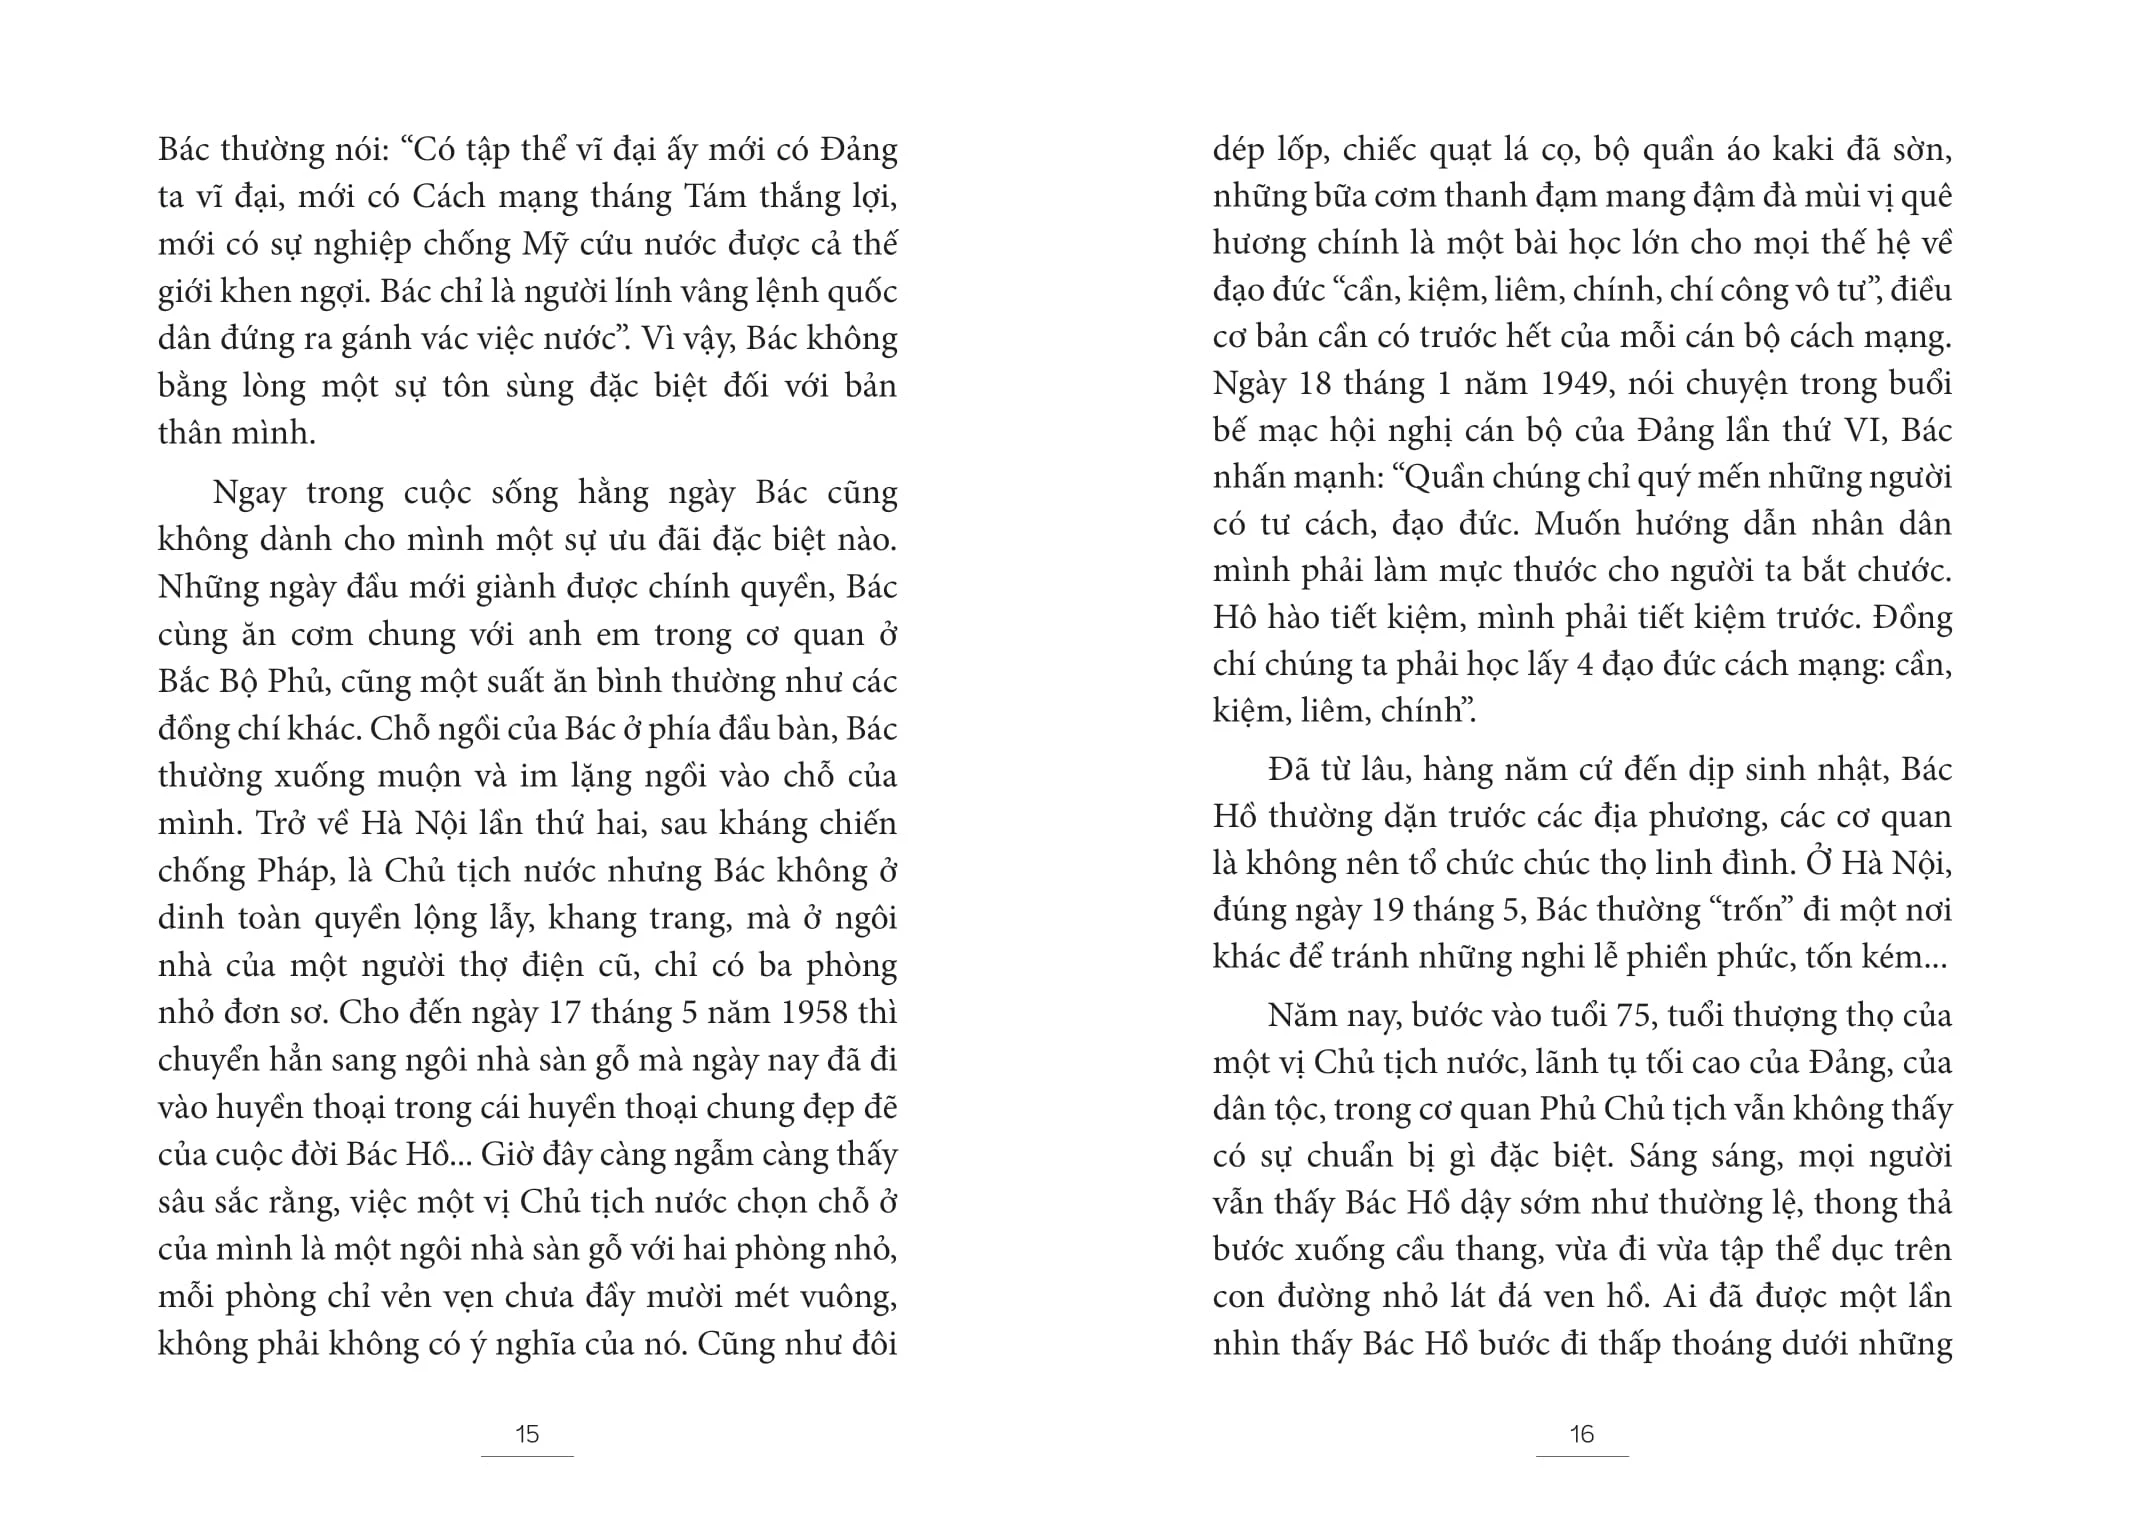 Bác thường nói: “Có tập thể vĩ đại ấy mới có Đảng
ta vĩ đại, mới có Cách mạng tháng Tám thắng lợi,
mới có sự nghiệp chống Mỹ cứu nước được cả thế
giới khen ngợi. Bác chỉ là người lính vâng lệnh quốc
dân đứng ra gánh vác việc nước”. Vì vậy, Bác không
bằng lòng một sự tôn sùng đặc biệt đối với bản
thân mình.
Ngay trong cuộc sống hằng ngày Bác cũng
không dành cho mình một sự ưu đãi đặc biệt nào.
Những ngày đầu mới giành được chính quyền, Bác
cùng ăn cơm chung với anh em trong cơ quan ở
Bắc Bộ Phủ, cũng một suất ăn bình thường như các
đồng chí khác. Chỗ ngồi của Bác ở phía đầu bàn, Bác
thường xuống muộn và im lặng ngồi vào chỗ của
mình. Trở về Hà Nội lần thứ hai, sau kháng chiến
chống Pháp, là Chủ tịch nước nhưng Bác không ở
dinh toàn quyền lộng lẫy, khang trang, mà ở ngôi
nhà của một người thợ điện cũ, chỉ có ba phòng
nhỏ đơn sơ. Cho đến ngày 17 tháng 5 năm 1958 thì
chuyển hẳn sang ngôi nhà sàn gỗ mà ngày nay đã đi
vào huyền thoại trong cái huyền thoại chung đẹp đẽ
của cuộc đời Bác Hồ... Giờ đây càng ngẫm càng thấy
sâu sắc rằng, việc một vị Chủ tịch nước chọn chỗ ở
của mình là một ngôi nhà sàn gỗ với hai phòng nhỏ,
mỗi phòng chỉ vẻn vẹn chưa đầy mười mét vuông,
không phải không có ý nghĩa của nó. Cũng như đôi
15
dép lốp, chiếc quạt lá cọ, bộ quần áo kaki đã sờn,
những bữa cơm thanh đạm mang đậm đà mùi vị quê
hương chính là một bài học lớn cho mọi thế hệ về
đạo đức “cần, kiệm, liêm, chính, chí công vô tư”, điều
cơ bản cần có trước hết của mỗi cán bộ cách mạng.
Ngày 18 tháng 1 năm 1949, nói chuyện trong buổi
bế mạc hội nghị cán bộ của Đảng lần thứ VI, Bác
nhấn mạnh: “Quần chúng chỉ quý mến những người
có tư cách, đạo đức. Muốn hướng dẫn nhân dân
mình phải làm mực thước cho người ta bắt chước.
Hô hào tiết kiệm, mình phải tiết kiệm trước. Đồng
chí chúng ta phải học lấy 4 đạo đức cách mạng: cần,
kiệm, liêm, chính”.
Đã từ lâu, hàng năm cứ đến dịp sinh nhật, Bác
Hồ thường dặn trước các địa phương, các cơ quan
là không nên tổ chức chúc thọ linh đình. Ở Hà Nội,
đúng ngày 19 tháng 5, Bác thường “trốn” đi một nơi
khác để tránh những nghi lễ phiền phức, tốn kém...
Năm nay, bước vào tuổi 75, tuổi thượng thọ của
một vị Chủ tịch nước, lãnh tụ tối cao của Đảng, của
dân tộc, trong cơ quan Phủ Chủ tịch vẫn không thấy
có sự chuẩn bị gì đặc biệt. Sáng sáng, mọi người
vẫn thấy Bác Hồ dậy sớm như thường lệ, thong thả
bước xuống cầu thang, vừa đi vừa tập thể dục trên
con đường nhỏ lát đá ven hồ. Ai đã được một lần
nhìn thấy Bác Hồ bước đi thấp thoáng dưới những
16